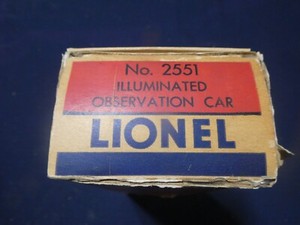 No. 2551
ILLUMINATED
OBSERVATION CAR
LIONEL